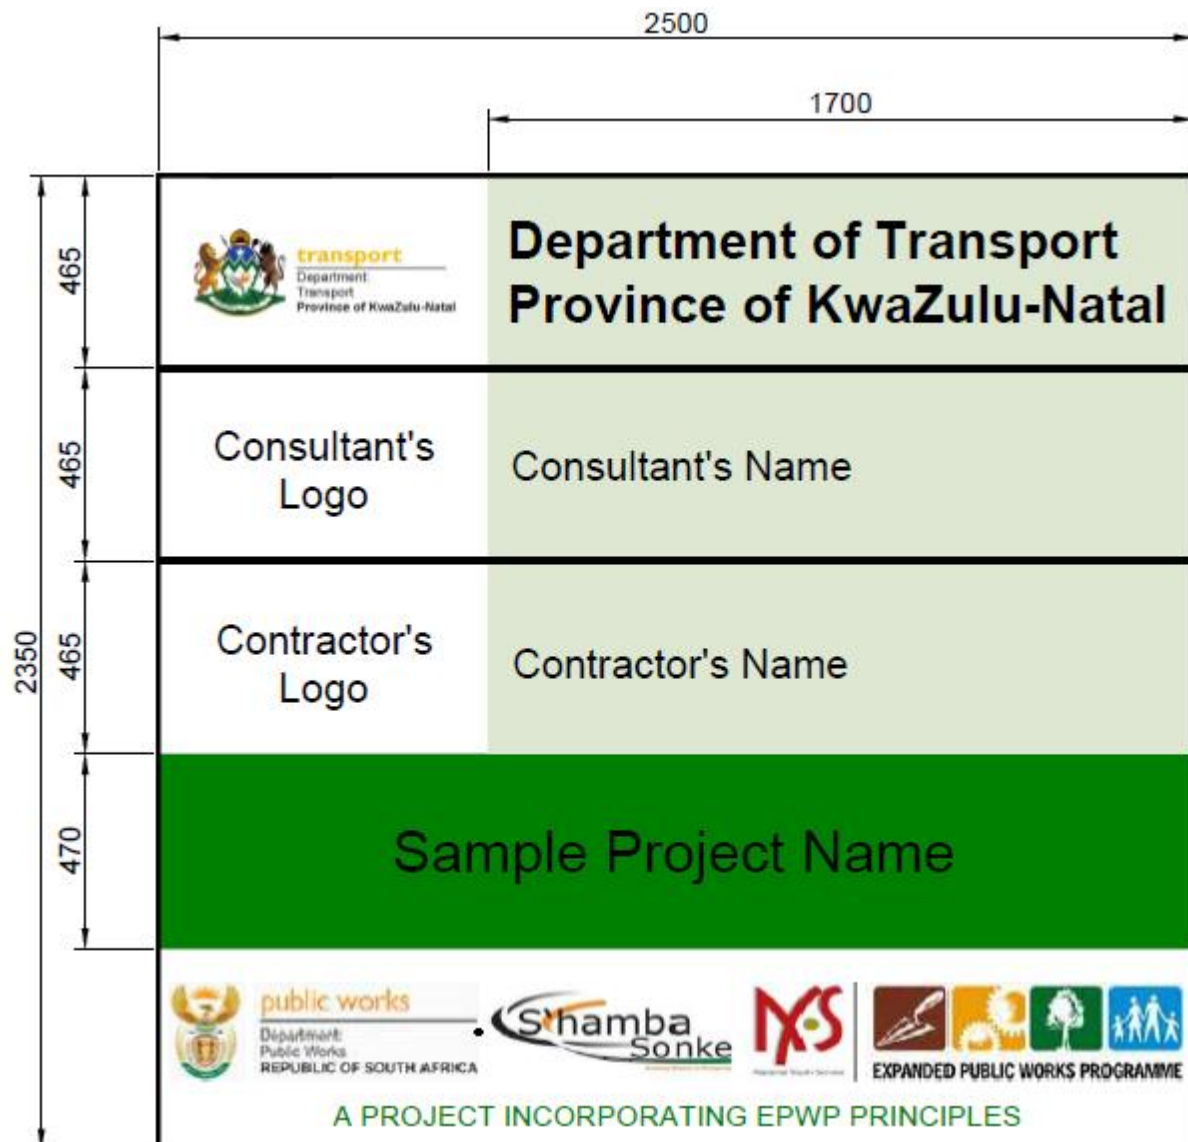 2500
1700
2350
465
transport
Department:
Transport
Province of KwaZulu-Natal
Department of Transport
Province of KwaZulu-Natal
465
Consultant's
Logo
Consultant's Name
465
Contractor's
Logo
Contractor's Name
470
Sample Project Name
public works
Department:
Public Works
REPUBLIC OF SOUTH AFRICA
S'hamba
Sonke
NYS
EXPANDED PUBLIC WORKS PROGRAMME
A PROJECT INCORPORATING EPWP PRINCIPLES